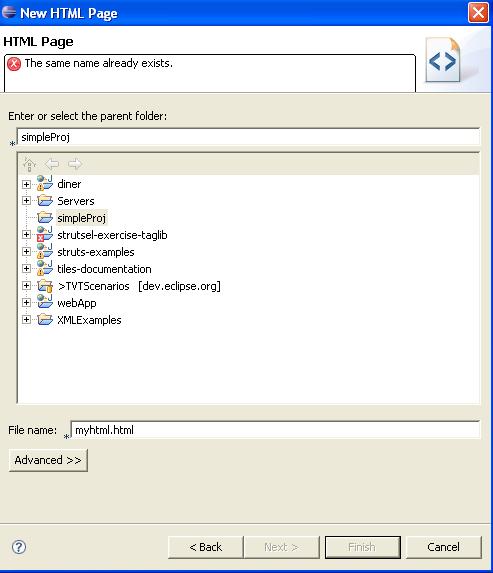 New HTML Page
HTML Page
The same name already exists.
Enter or select the parent folder:
* simpleProj
diner
Servers
simpleProj
strutsel-exercise-taglib
struts-examples
tiles-documentation
>TVTScenarios [dev.eclipse.org]
webApp
XMLExamples
File name: * myhtml.html
Advanced >>
? < Back Next > Finish Cancel